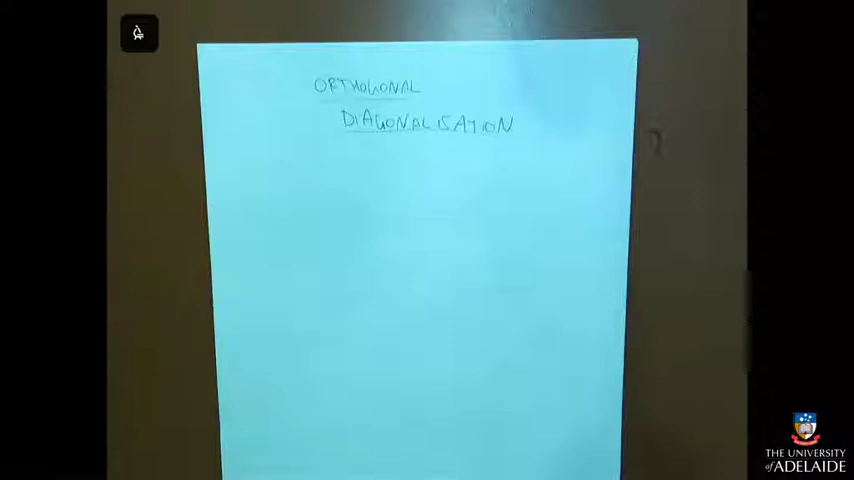 ORTHOGONAL
DIAGONALISATION
THE UNIVERSITY
of ADELAIDE